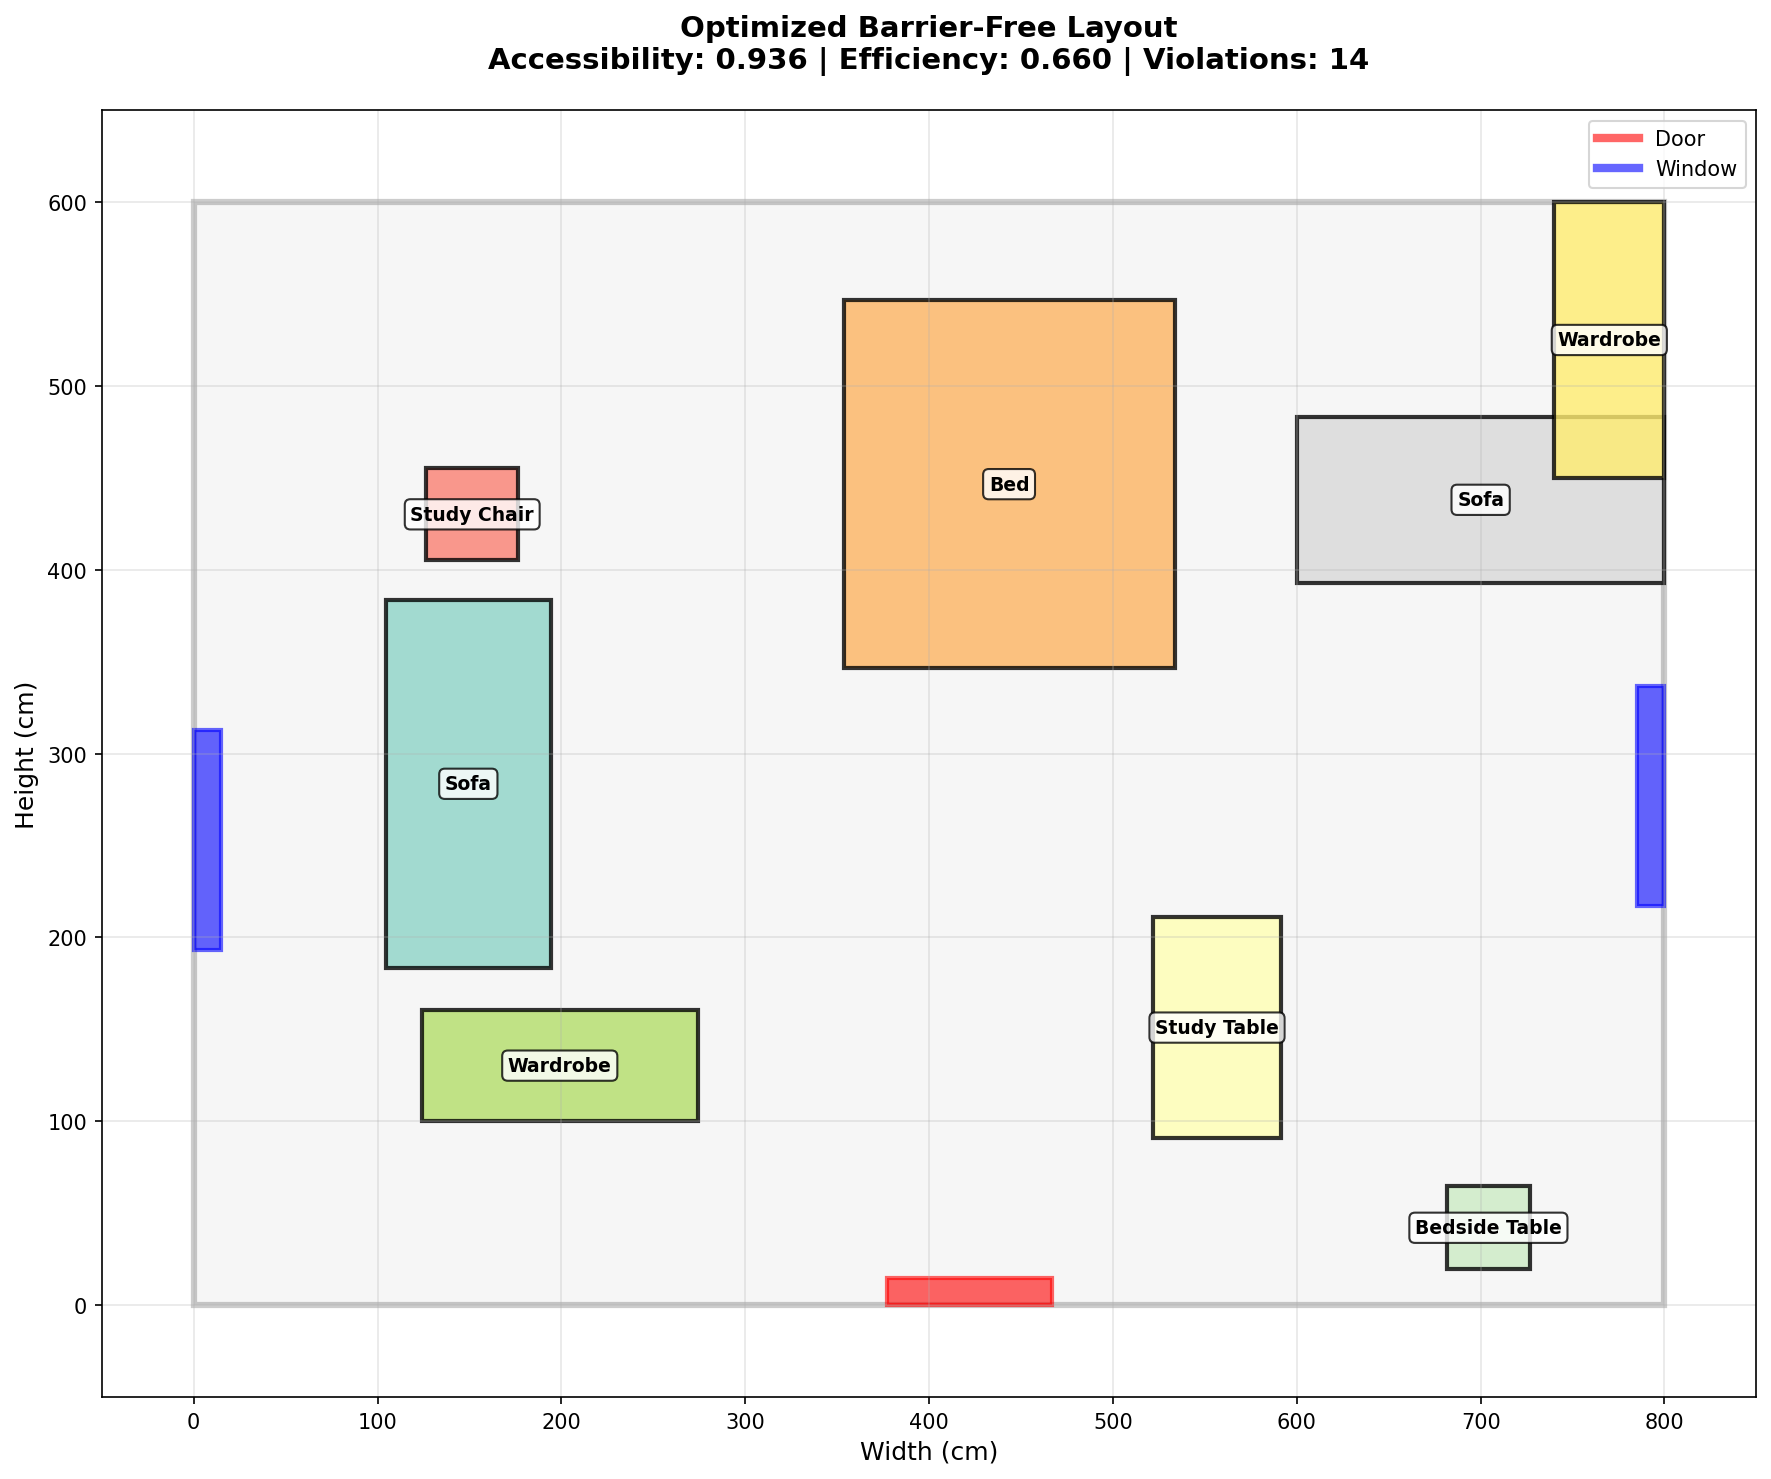 Optimized Barrier-Free Layout
Accessibility: 0.936 | Efficiency: 0.660 | Violations: 14
Door
Window
600
500
400
300
200
100
0
Height (cm)
Wardrobe
Bed
Sofa
Study Chair
Sofa
Study Table
Wardrobe
Bedside Table
0
100
200
300
400
500
600
700
800
Width (cm)